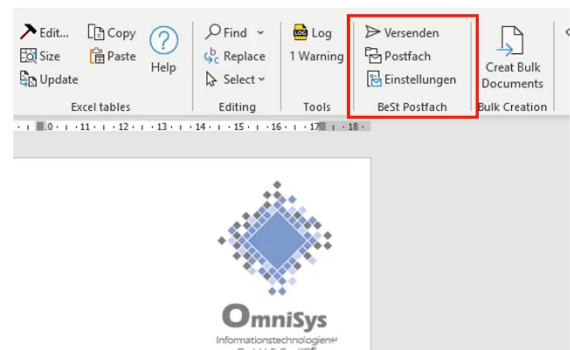 Edit... Copy Find Log Versenden
Size Paste Help Replace 1 Warning Postfach Creat Bulk
Update Select Einstellungen Documents
Excel tables Editing Tools BeSt Postfach Bulk Creation
11 · 12 · 13 · 14 · 15 · 16 · 17 18
OmniSys
Informationstechnologien